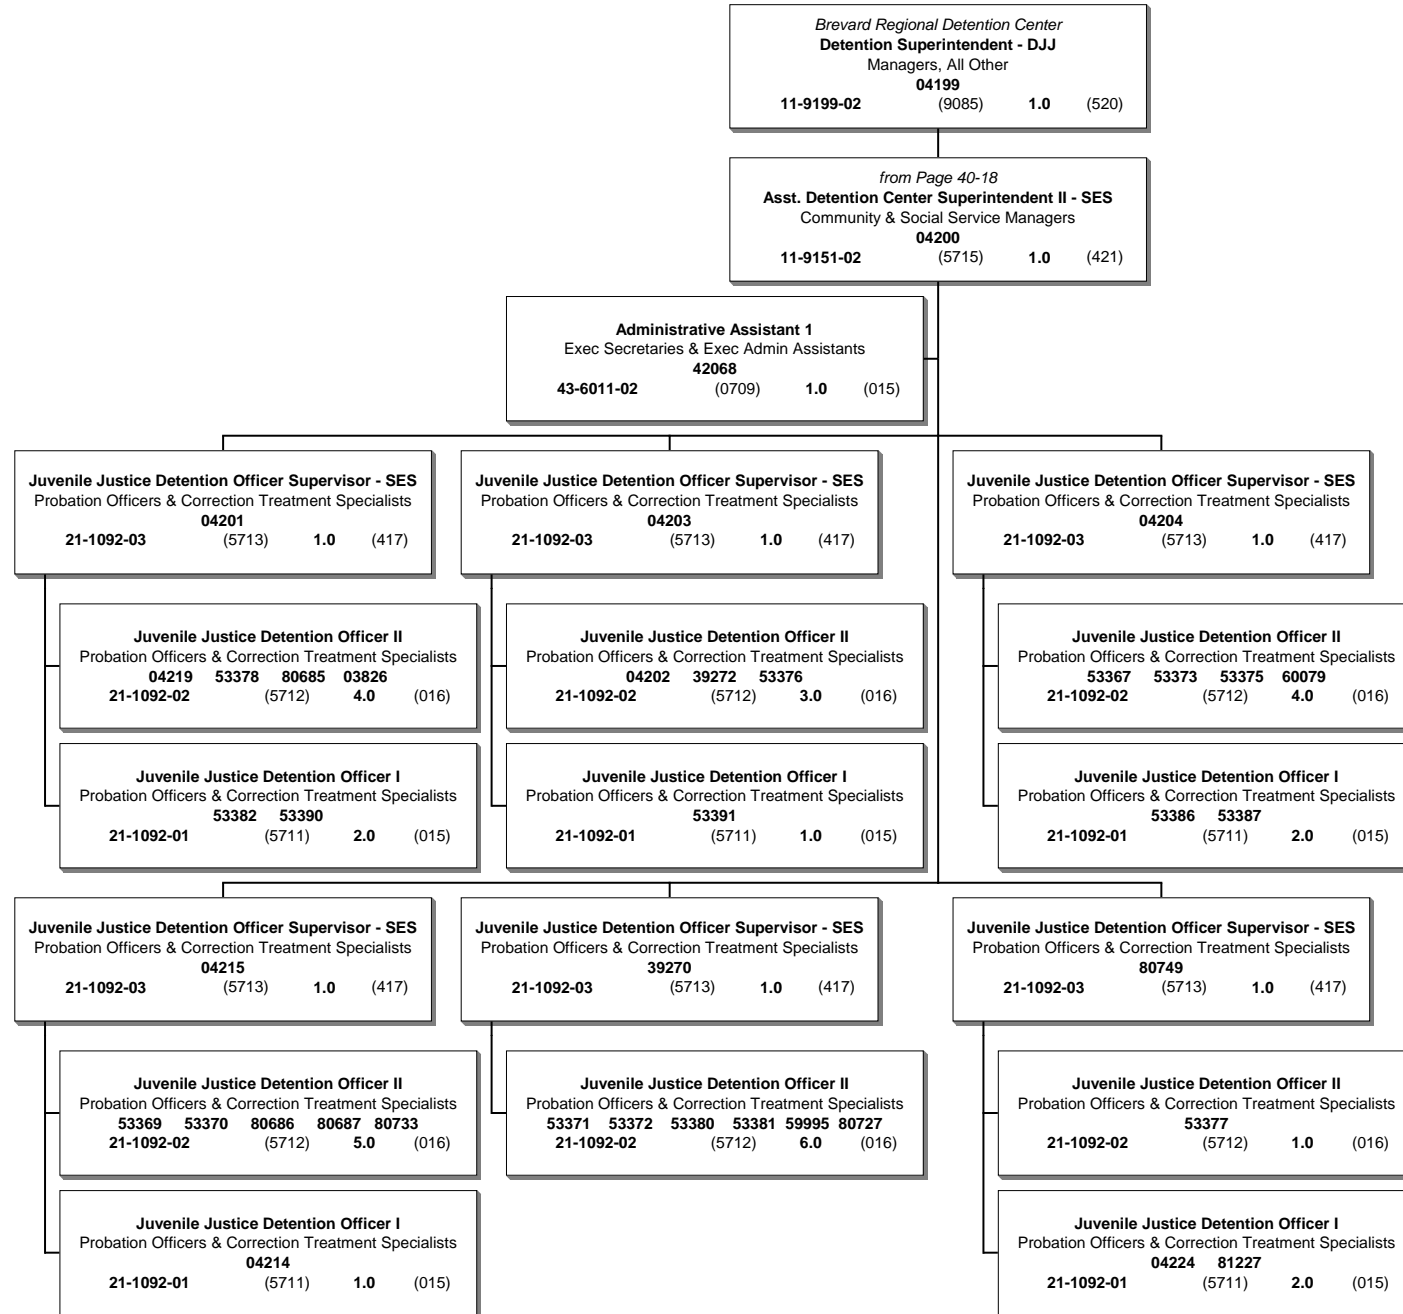 Brevard Regional Detention Center
Detention Superintendent - DJJ
Managers, All Other
04199
11-9199-02 (9085) 1.0 (520)
from Page 40-18
Asst. Detention Center Superintendent II - SES
Community & Social Service Managers
04200
11-9151-02 (5715) 1.0 (421)
Administrative Assistant 1
Exec Secretaries & Exec Admin Assistants
42068
43-6011-02 (0709) 1.0 (015)
Juvenile Justice Detention Officer Supervisor - SES
Probation Officers & Correction Treatment Specialists
04201
21-1092-03 (5713) 1.0 (417)
Juvenile Justice Detention Officer Supervisor - SES
Probation Officers & Correction Treatment Specialists
04203
21-1092-03 (5713) 1.0 (417)
Juvenile Justice Detention Officer Supervisor - SES
Probation Officers & Correction Treatment Specialists
04204
21-1092-03 (5713) 1.0 (417)
Juvenile Justice Detention Officer II
Probation Officers & Correction Treatment Specialists
04219 53378 80685 03826
21-1092-02 (5712) 4.0 (016)
Juvenile Justice Detention Officer II
Probation Officers & Correction Treatment Specialists
04202 39272 53376
21-1092-02 (5712) 3.0 (016)
Juvenile Justice Detention Officer II
Probation Officers & Correction Treatment Specialists
53367 53373 53375 60079
21-1092-02 (5712) 4.0 (016)
Juvenile Justice Detention Officer I
Probation Officers & Correction Treatment Specialists
53382 53390
21-1092-01 (5711) 2.0 (015)
Juvenile Justice Detention Officer I
Probation Officers & Correction Treatment Specialists
53391
21-1092-01 (5711) 1.0 (015)
Juvenile Justice Detention Officer I
Probation Officers & Correction Treatment Specialists
53386 53387
21-1092-01 (5711) 2.0 (015)
Juvenile Justice Detention Officer Supervisor - SES
Probation Officers & Correction Treatment Specialists
04215
21-1092-03 (5713) 1.0 (417)
Juvenile Justice Detention Officer Supervisor - SES
Probation Officers & Correction Treatment Specialists
39270
21-1092-03 (5713) 1.0 (417)
Juvenile Justice Detention Officer Supervisor - SES
Probation Officers & Correction Treatment Specialists
80749
21-1092-03 (5713) 1.0 (417)
Juvenile Justice Detention Officer II
Probation Officers & Correction Treatment Specialists
53369 53370 80686 80687 80733
21-1092-02 (5712) 5.0 (016)
Juvenile Justice Detention Officer II
Probation Officers & Correction Treatment Specialists
53371 53372 53380 53381 59995 80727
21-1092-02 (5712) 6.0 (016)
Juvenile Justice Detention Officer II
Probation Officers & Correction Treatment Specialists
53377
21-1092-02 (5712) 1.0 (016)
Juvenile Justice Detention Officer I
Probation Officers & Correction Treatment Specialists
04214
21-1092-01 (5711) 1.0 (015)
Juvenile Justice Detention Officer I
Probation Officers & Correction Treatment Specialists
04224 81227
21-1092-01 (5711) 2.0 (015)